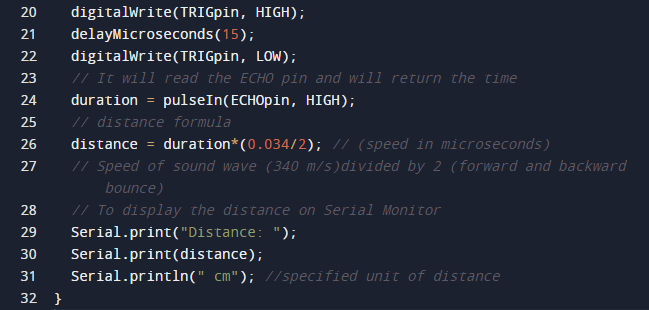 20 digitalWrite(TRIGpin, HIGH);
21 delayMicroseconds(15);
22 digitalWrite(TRIGpin, LOW);
23 // It will read the ECHO pin and will return the time
24 duration = pulseIn(ECHOpin, HIGH);
25 // distance formula
26 distance = duration*(0.034/2); // (speed in microseconds)
27 // Speed of sound wave (340 m/s)divided by 2 (forward and backward
bounce)
28 // To display the distance on Serial Monitor
29 Serial.print("Distance: ");
30 Serial.print(distance);
31 Serial.println(" cm"); //specified unit of distance
32 }